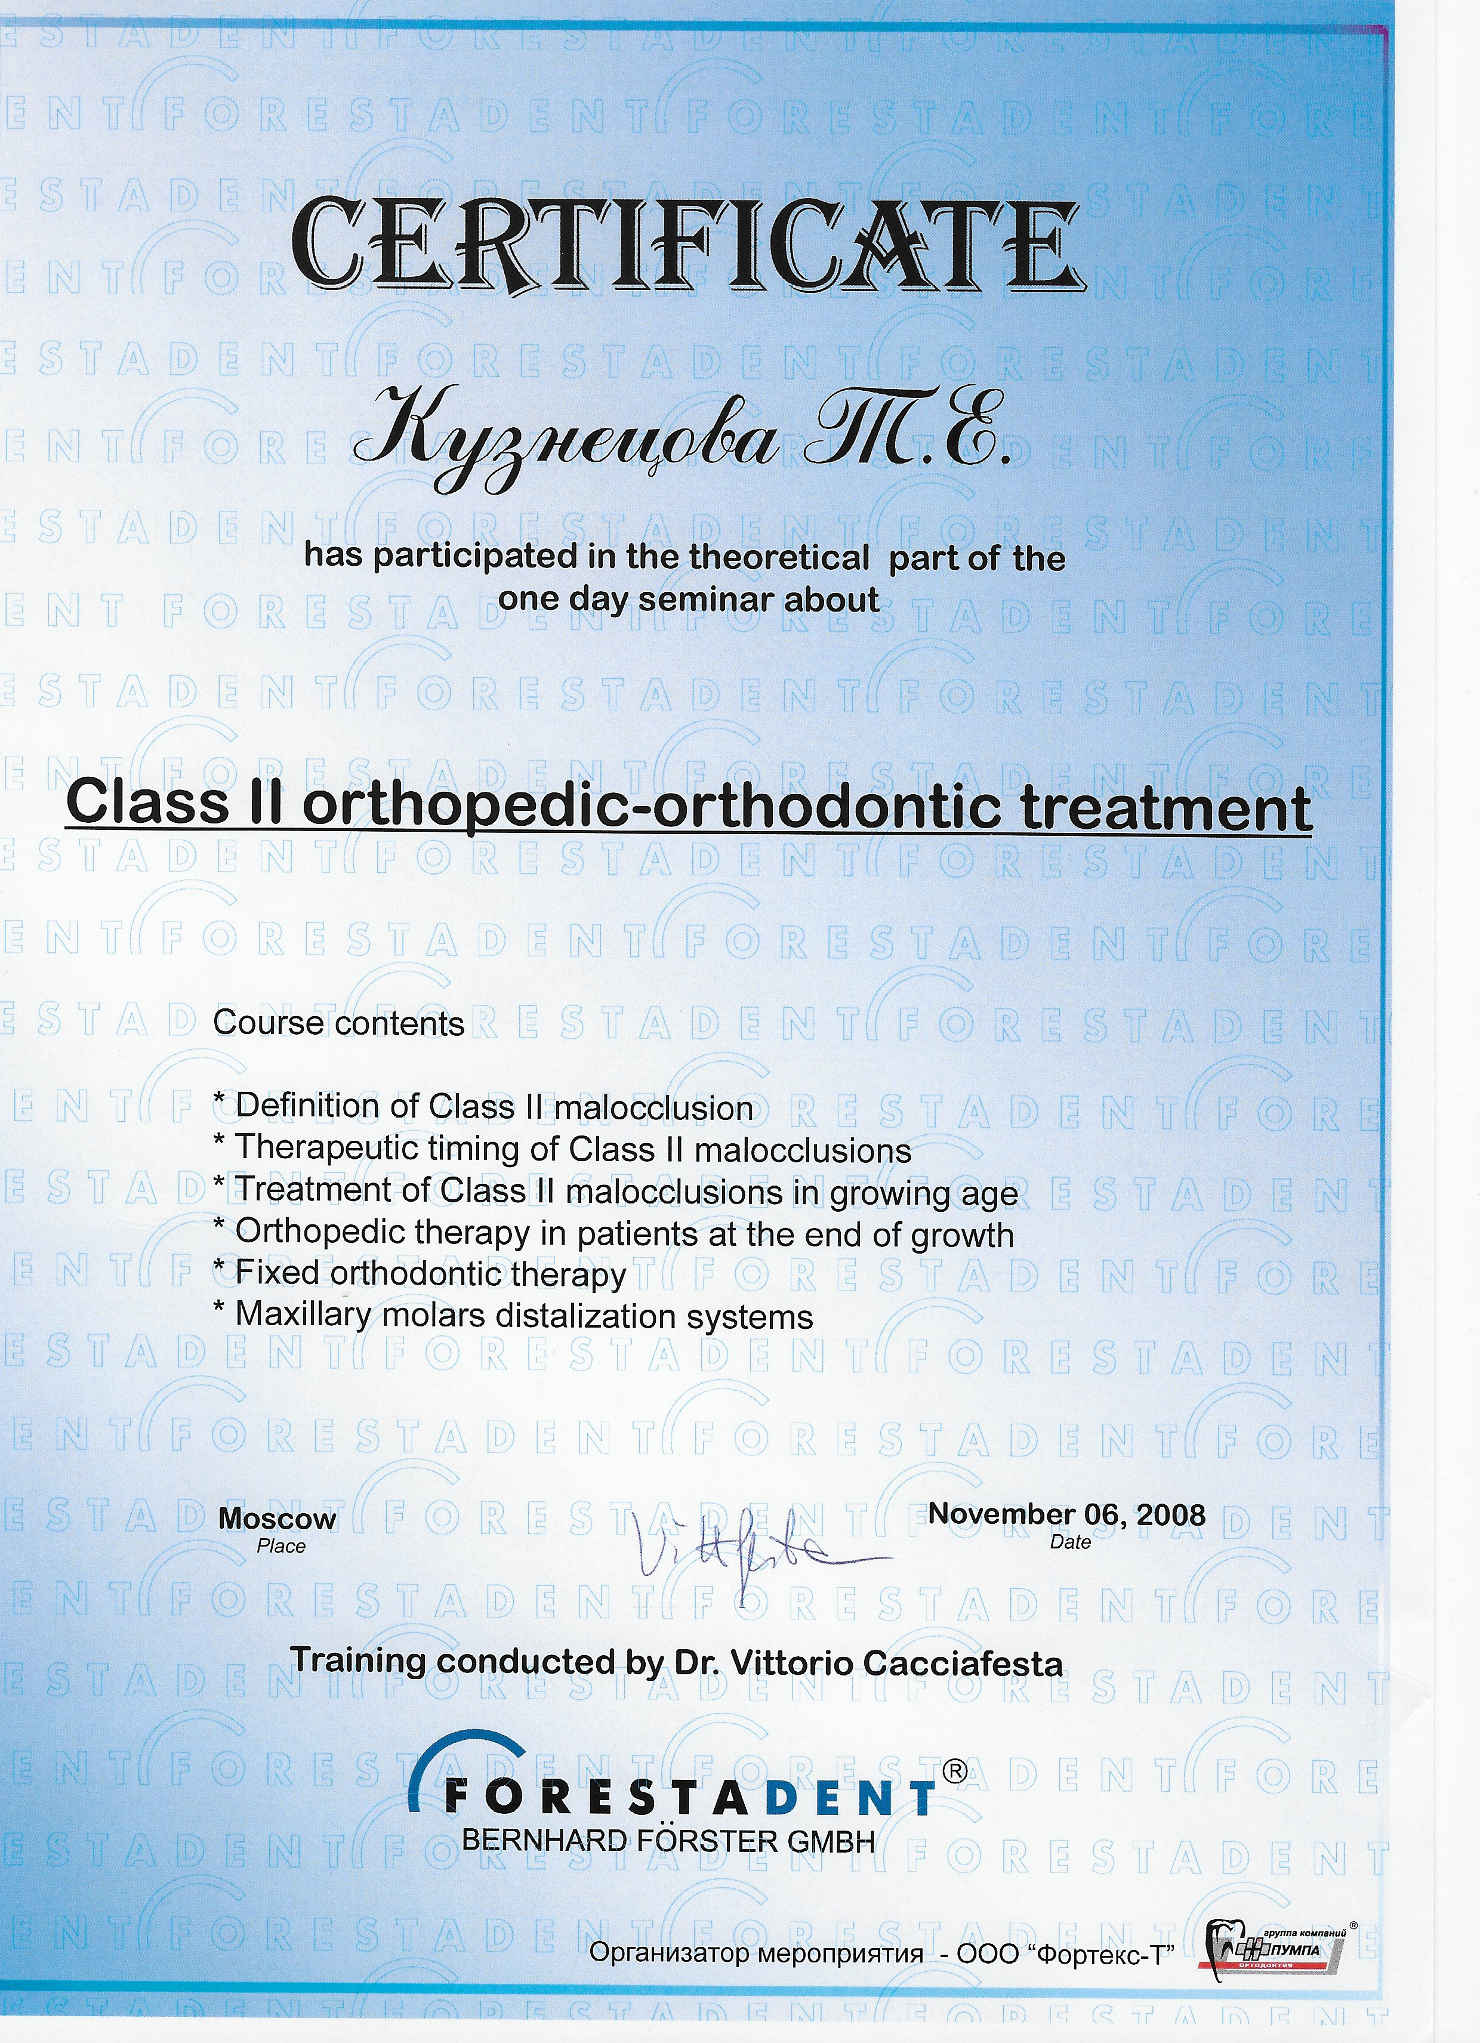 CERTIFICATE
Кузнецова Т.Е.
has participated in the theoretical part of the
one day seminar about
Class II orthopedic-orthodontic treatment
Course contents
* Definition of Class II malocclusion
* Therapeutic timing of Class II malocclusions
* Treatment of Class II malocclusions in growing age
* Orthopedic therapy in patients at the end of growth
* Fixed orthodontic therapy
* Maxillary molars distalization systems
Moscow
Place
November 06, 2008
Date
Training conducted by Dr. Vittorio Cacciafesta
FORESTADENT®
BERNHARD FÖRSTER GMBH
Организатор мероприятия - ООО “Фортекс-Т”
группа компаний ®
ПУМПА
ОРТОДОНТИЯ